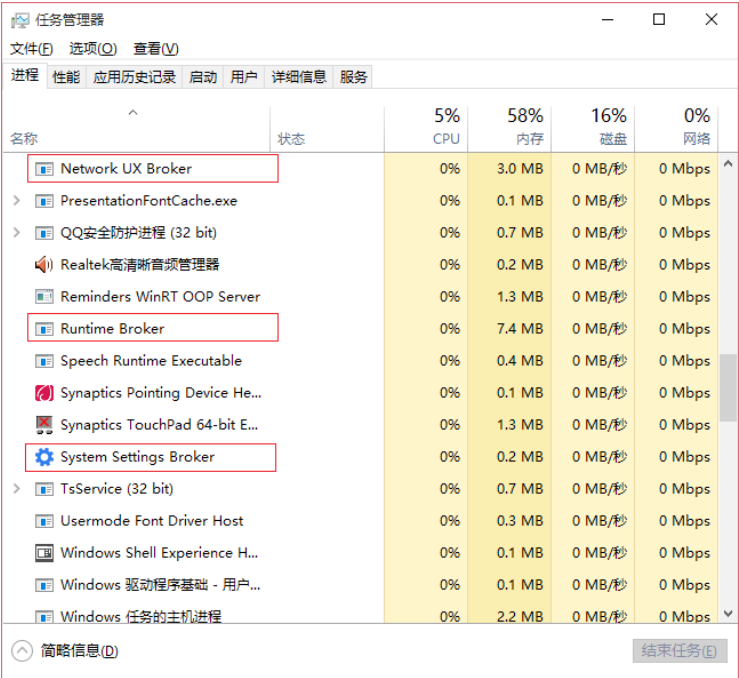 任务管理器
文件(F) 选项(O) 查看(V)
进程 性能 应用历史记录 启动 用户 详细信息 服务
5% 58% 16% 0%
名称 状态 CPU 内存 磁盘 网络
Network UX Broker 0% 3.0 MB 0 MB/秒 0 Mbps
PresentationFontCache.exe 0% 0.1 MB 0 MB/秒 0 Mbps
QQ安全防护进程 (32 bit) 0% 0.7 MB 0 MB/秒 0 Mbps
Realtek高清晰音频管理器 0% 0.2 MB 0 MB/秒 0 Mbps
Reminders WinRT OOP Server 0% 1.3 MB 0 MB/秒 0 Mbps
Runtime Broker 0% 7.4 MB 0 MB/秒 0 Mbps
Speech Runtime Executable 0% 0.4 MB 0 MB/秒 0 Mbps
Synaptics Pointing Device He... 0% 0.1 MB 0 MB/秒 0 Mbps
Synaptics TouchPad 64-bit E... 0% 1.3 MB 0 MB/秒 0 Mbps
System Settings Broker 0% 0.2 MB 0 MB/秒 0 Mbps
TsService (32 bit) 0% 0.7 MB 0 MB/秒 0 Mbps
Usermode Font Driver Host 0% 0.3 MB 0 MB/秒 0 Mbps
Windows Shell Experience H... 0% 0.1 MB 0 MB/秒 0 Mbps
Windows 驱动程序基础 - 用户... 0% 0.1 MB 0 MB/秒 0 Mbps
Windows 任务的主机进程 0% 2.2 MB 0 MB/秒 0 Mbps
简略信息(D) 结束任务(E)